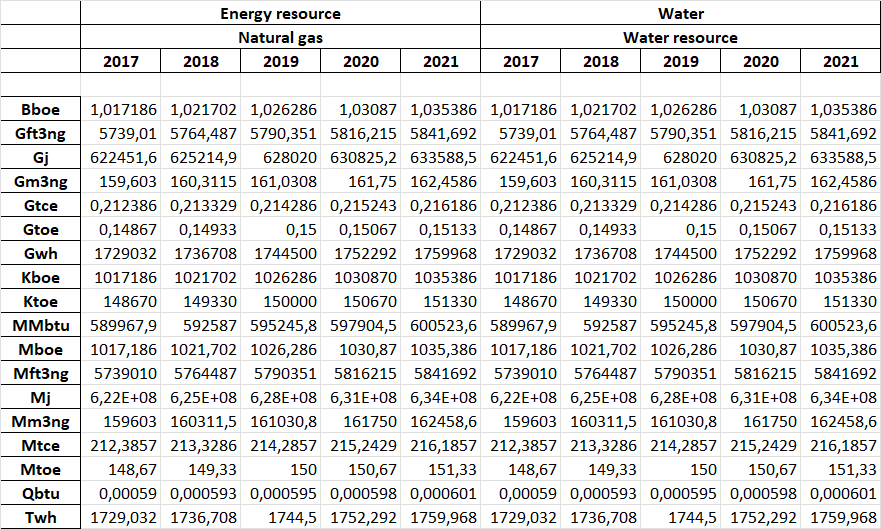 Energy resource Water
Natural gas Water resource
2017 2018 2019 2020 2021 2017 2018 2019 2020 2021
Bboe 1,017186 1,021702 1,026286 1,03087 1,035386 1,017186 1,021702 1,026286 1,03087 1,035386
Gft3ng 5739,01 5764,487 5790,351 5816,215 5841,692 5739,01 5764,487 5790,351 5816,215 5841,692
Gj 622451,6 625214,9 628020 630825,2 633588,5 622451,6 625214,9 628020 630825,2 633588,5
Gm3ng 159,603 160,3115 161,0308 161,75 162,4586 159,603 160,3115 161,0308 161,75 162,4586
Gtce 0,212386 0,213329 0,214286 0,215243 0,216186 0,212386 0,213329 0,214286 0,215243 0,216186
Gtoe 0,14867 0,14933 0,15 0,15067 0,15133 0,14867 0,14933 0,15 0,15067 0,15133
Gwh 1729032 1736708 1744500 1752292 1759968 1729032 1736708 1744500 1752292 1759968
Kboe 1017186 1021702 1026286 1030870 1035386 1017186 1021702 1026286 1030870 1035386
Ktoe 148670 149330 150000 150670 151330 148670 149330 150000 150670 151330
MMbtu 589967,9 592587 595245,8 597904,5 600523,6 589967,9 592587 595245,8 597904,5 600523,6
Mboe 1017,186 1021,702 1026,286 1030,87 1035,386 1017,186 1021,702 1026,286 1030,87 1035,386
Mft3ng 5739010 5764487 5790351 5816215 5841692 5739010 5764487 5790351 5816215 5841692
Mj 6,22E+08 6,25E+08 6,28E+08 6,31E+08 6,34E+08 6,22E+08 6,25E+08 6,28E+08 6,31E+08 6,34E+08
Mm3ng 159603 160311,5 161030,8 161750 162458,6 159603 160311,5 161030,8 161750 162458,6
Mtce 212,3857 213,3286 214,2857 215,2429 216,1857 212,3857 213,3286 214,2857 215,2429 216,1857
Mtoe 148,67 149,33 150 150,67 151,33 148,67 149,33 150 150,67 151,33
Qbtu 0,00059 0,000593 0,000595 0,000598 0,000601 0,00059 0,000593 0,000595 0,000598 0,000601
Twh 1729,032 1736,708 1744,5 1752,292 1759,968 1729,032 1736,708 1744,5 1752,292 1759,968